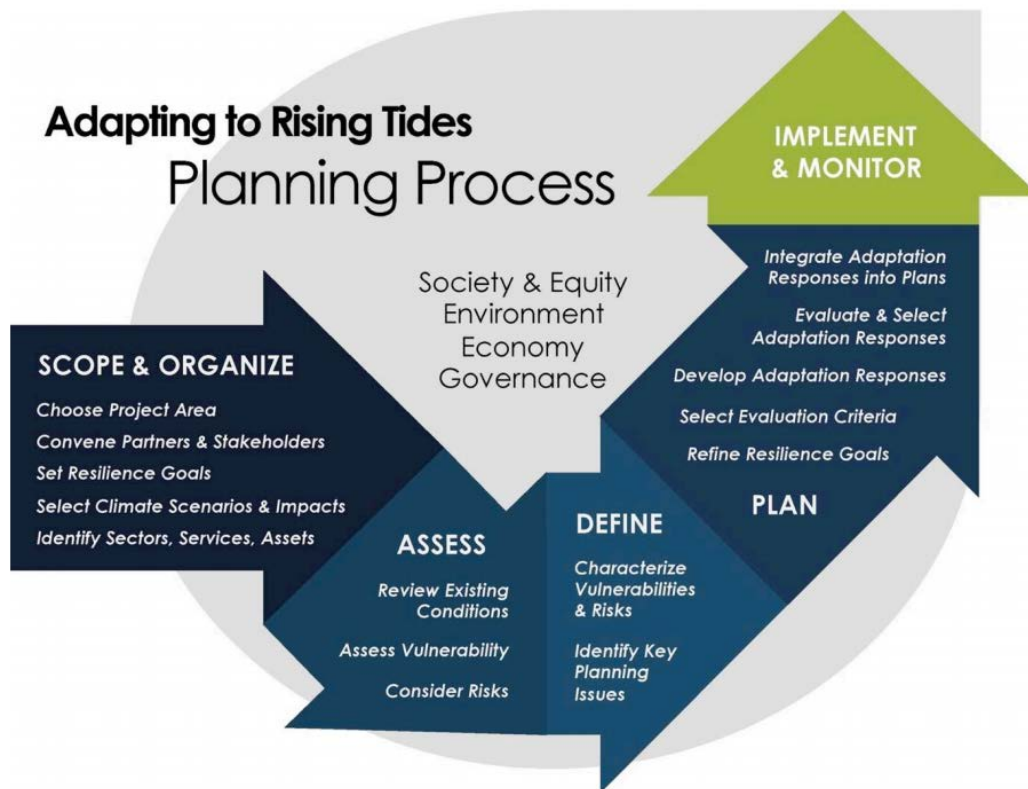 Adapting to Rising Tides
Planning Process
Society & Equity
Environment
Economy
Governance
SCOPE & ORGANIZE
Choose Project Area
Convene Partners & Stakeholders
Set Resilience Goals
Select Climate Scenarios & Impacts
Identify Sectors, Services, Assets
ASSESS
Review Existing
Conditions
Assess Vulnerability
Consider Risks
DEFINE
Characterize
Vulnerabilities
& Risks
Identify Key
Planning
Issues
IMPLEMENT
& MONITOR
Integrate Adaptation
Responses into Plans
Evaluate & Select
Adaptation Responses
Develop Adaptation Responses
Select Evaluation Criteria
Refine Resilience Goals
PLAN